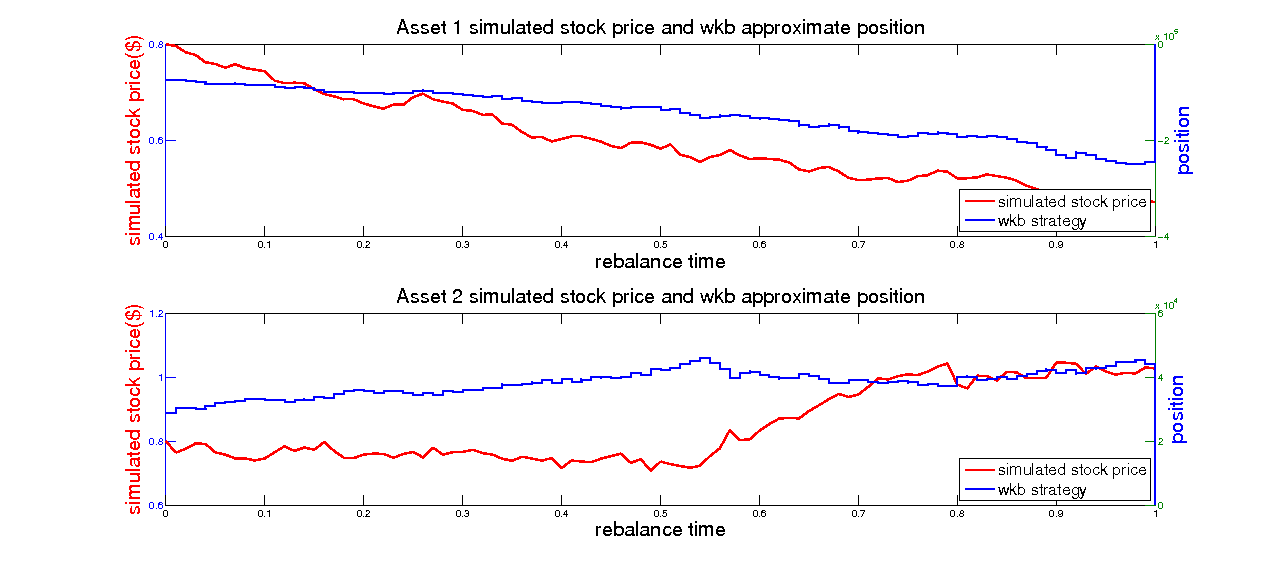 Asset 1 simulated stock price and wkb approximate position
x 10^5
simulated stock price($)
0.8
0.6
0.4
0
-2
-4
position
simulated stock price
wkb strategy
0 0.1 0.2 0.3 0.4 0.5 0.6 0.7 0.8 0.9 1
rebalance time
Asset 2 simulated stock price and wkb approximate position
x 10^4
simulated stock price($)
1.2
1
0.8
0.6
6
4
2
0
position
simulated stock price
wkb strategy
0 0.1 0.2 0.3 0.4 0.5 0.6 0.7 0.8 0.9 1
rebalance time